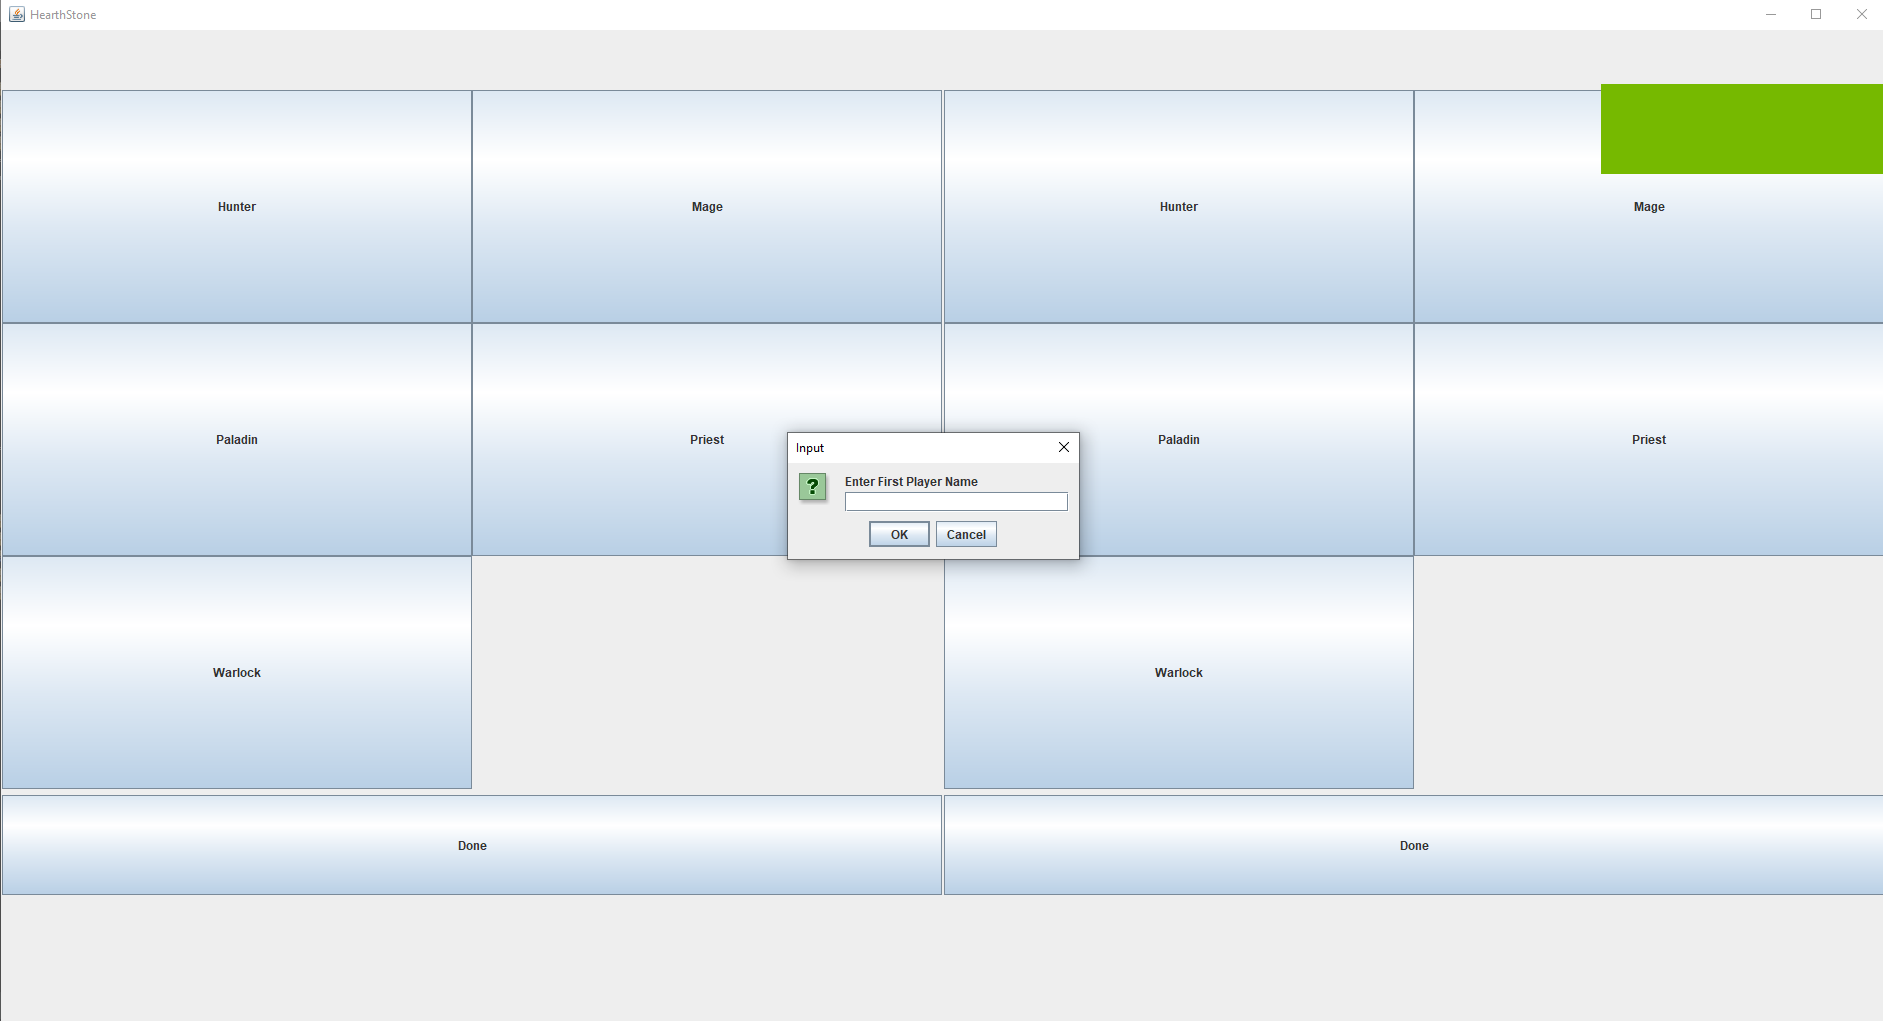 HearthStone
Hunter
Mage
Hunter
Mage
Paladin
Priest
Paladin
Priest
Input
?
Enter First Player Name
OK
Cancel
Warlock
Warlock
Done
Done